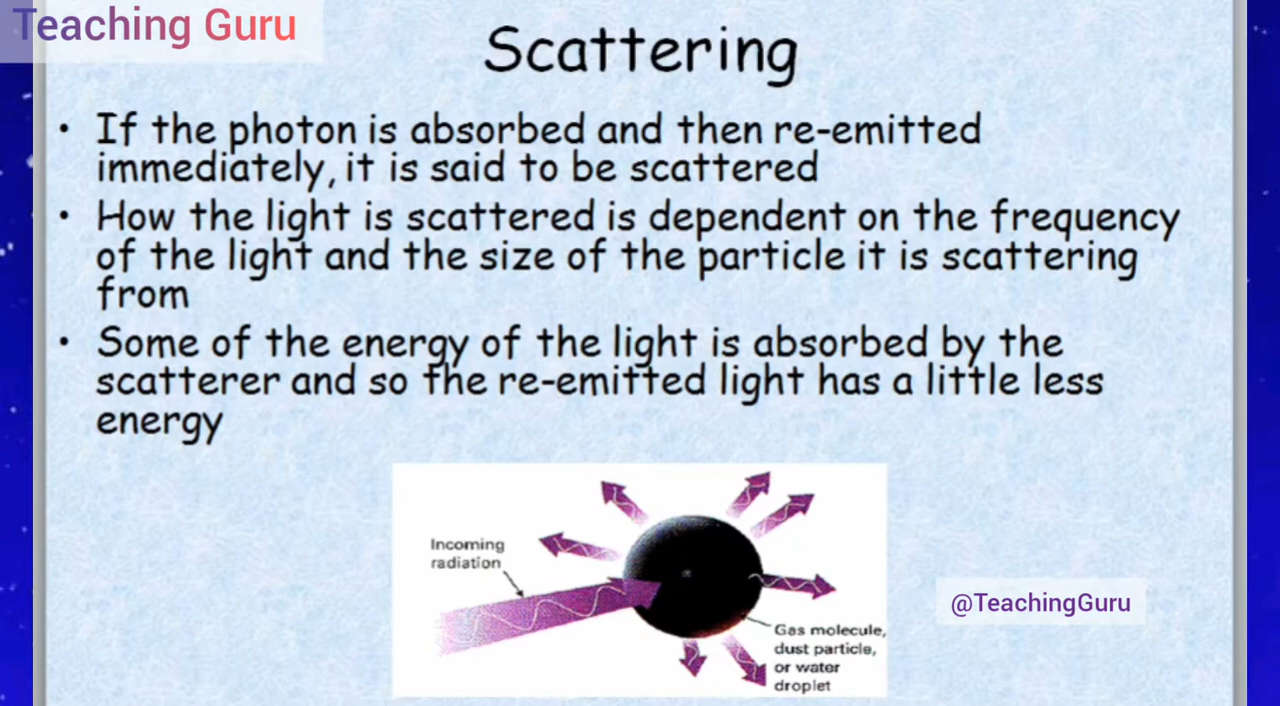 Teaching Guru
Scattering
• If the photon is absorbed and then re-emitted
immediately, it is said to be scattered
• How the light is scattered is dependent on the frequency
of the light and the size of the particle it is scattering
from
• Some of the energy of the light is absorbed by the
scatterer and so the re-emitted light has a little less
energy
Incoming
radiation
@TeachingGuru
Gas molecule,
dust particle,
or water
droplet